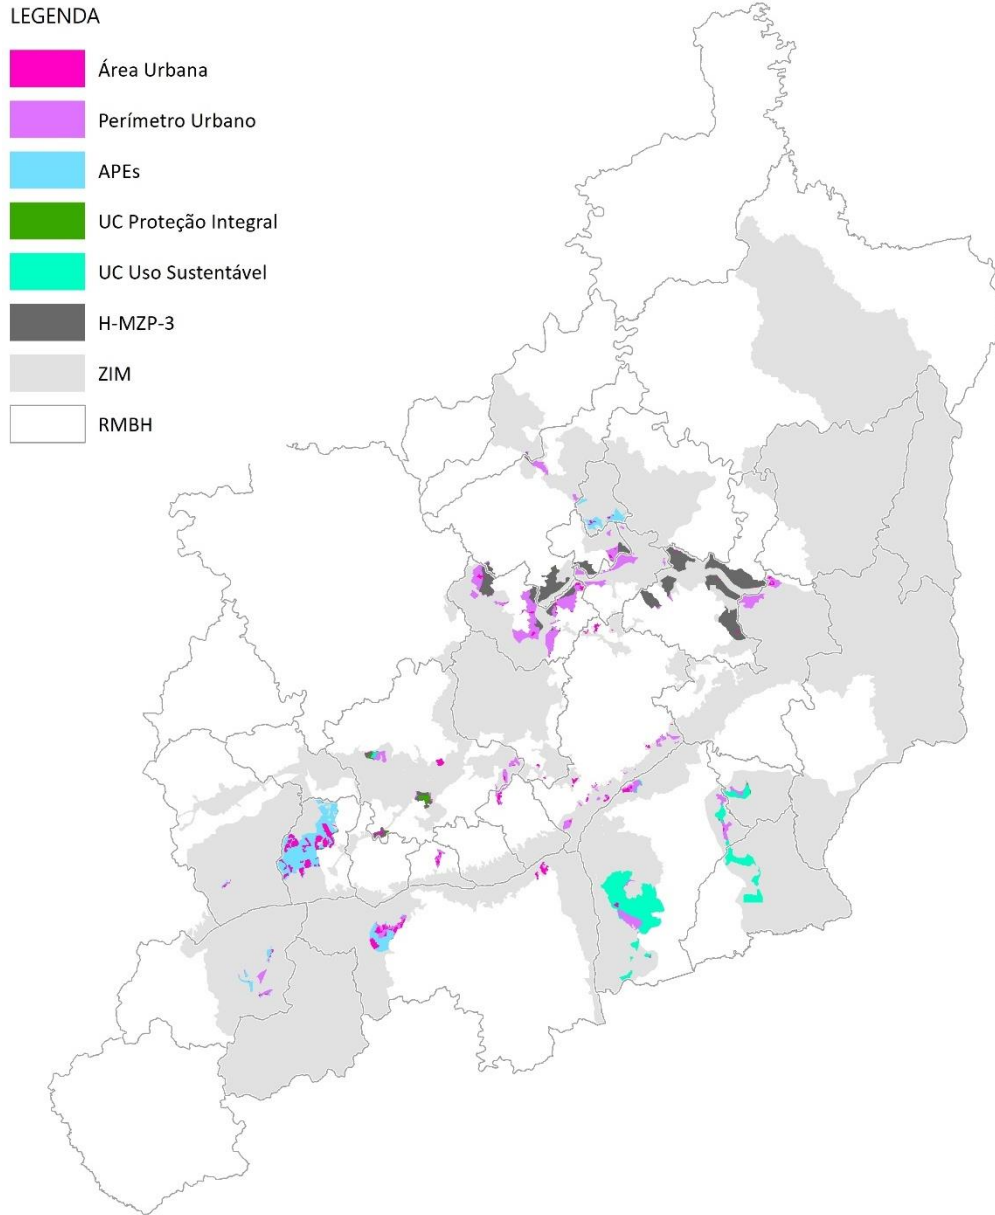 LEGENDA
Área Urbana
Perímetro Urbano
APEs
UC Proteção Integral
UC Uso Sustentável
H-MZP-3
ZIM
RMBH